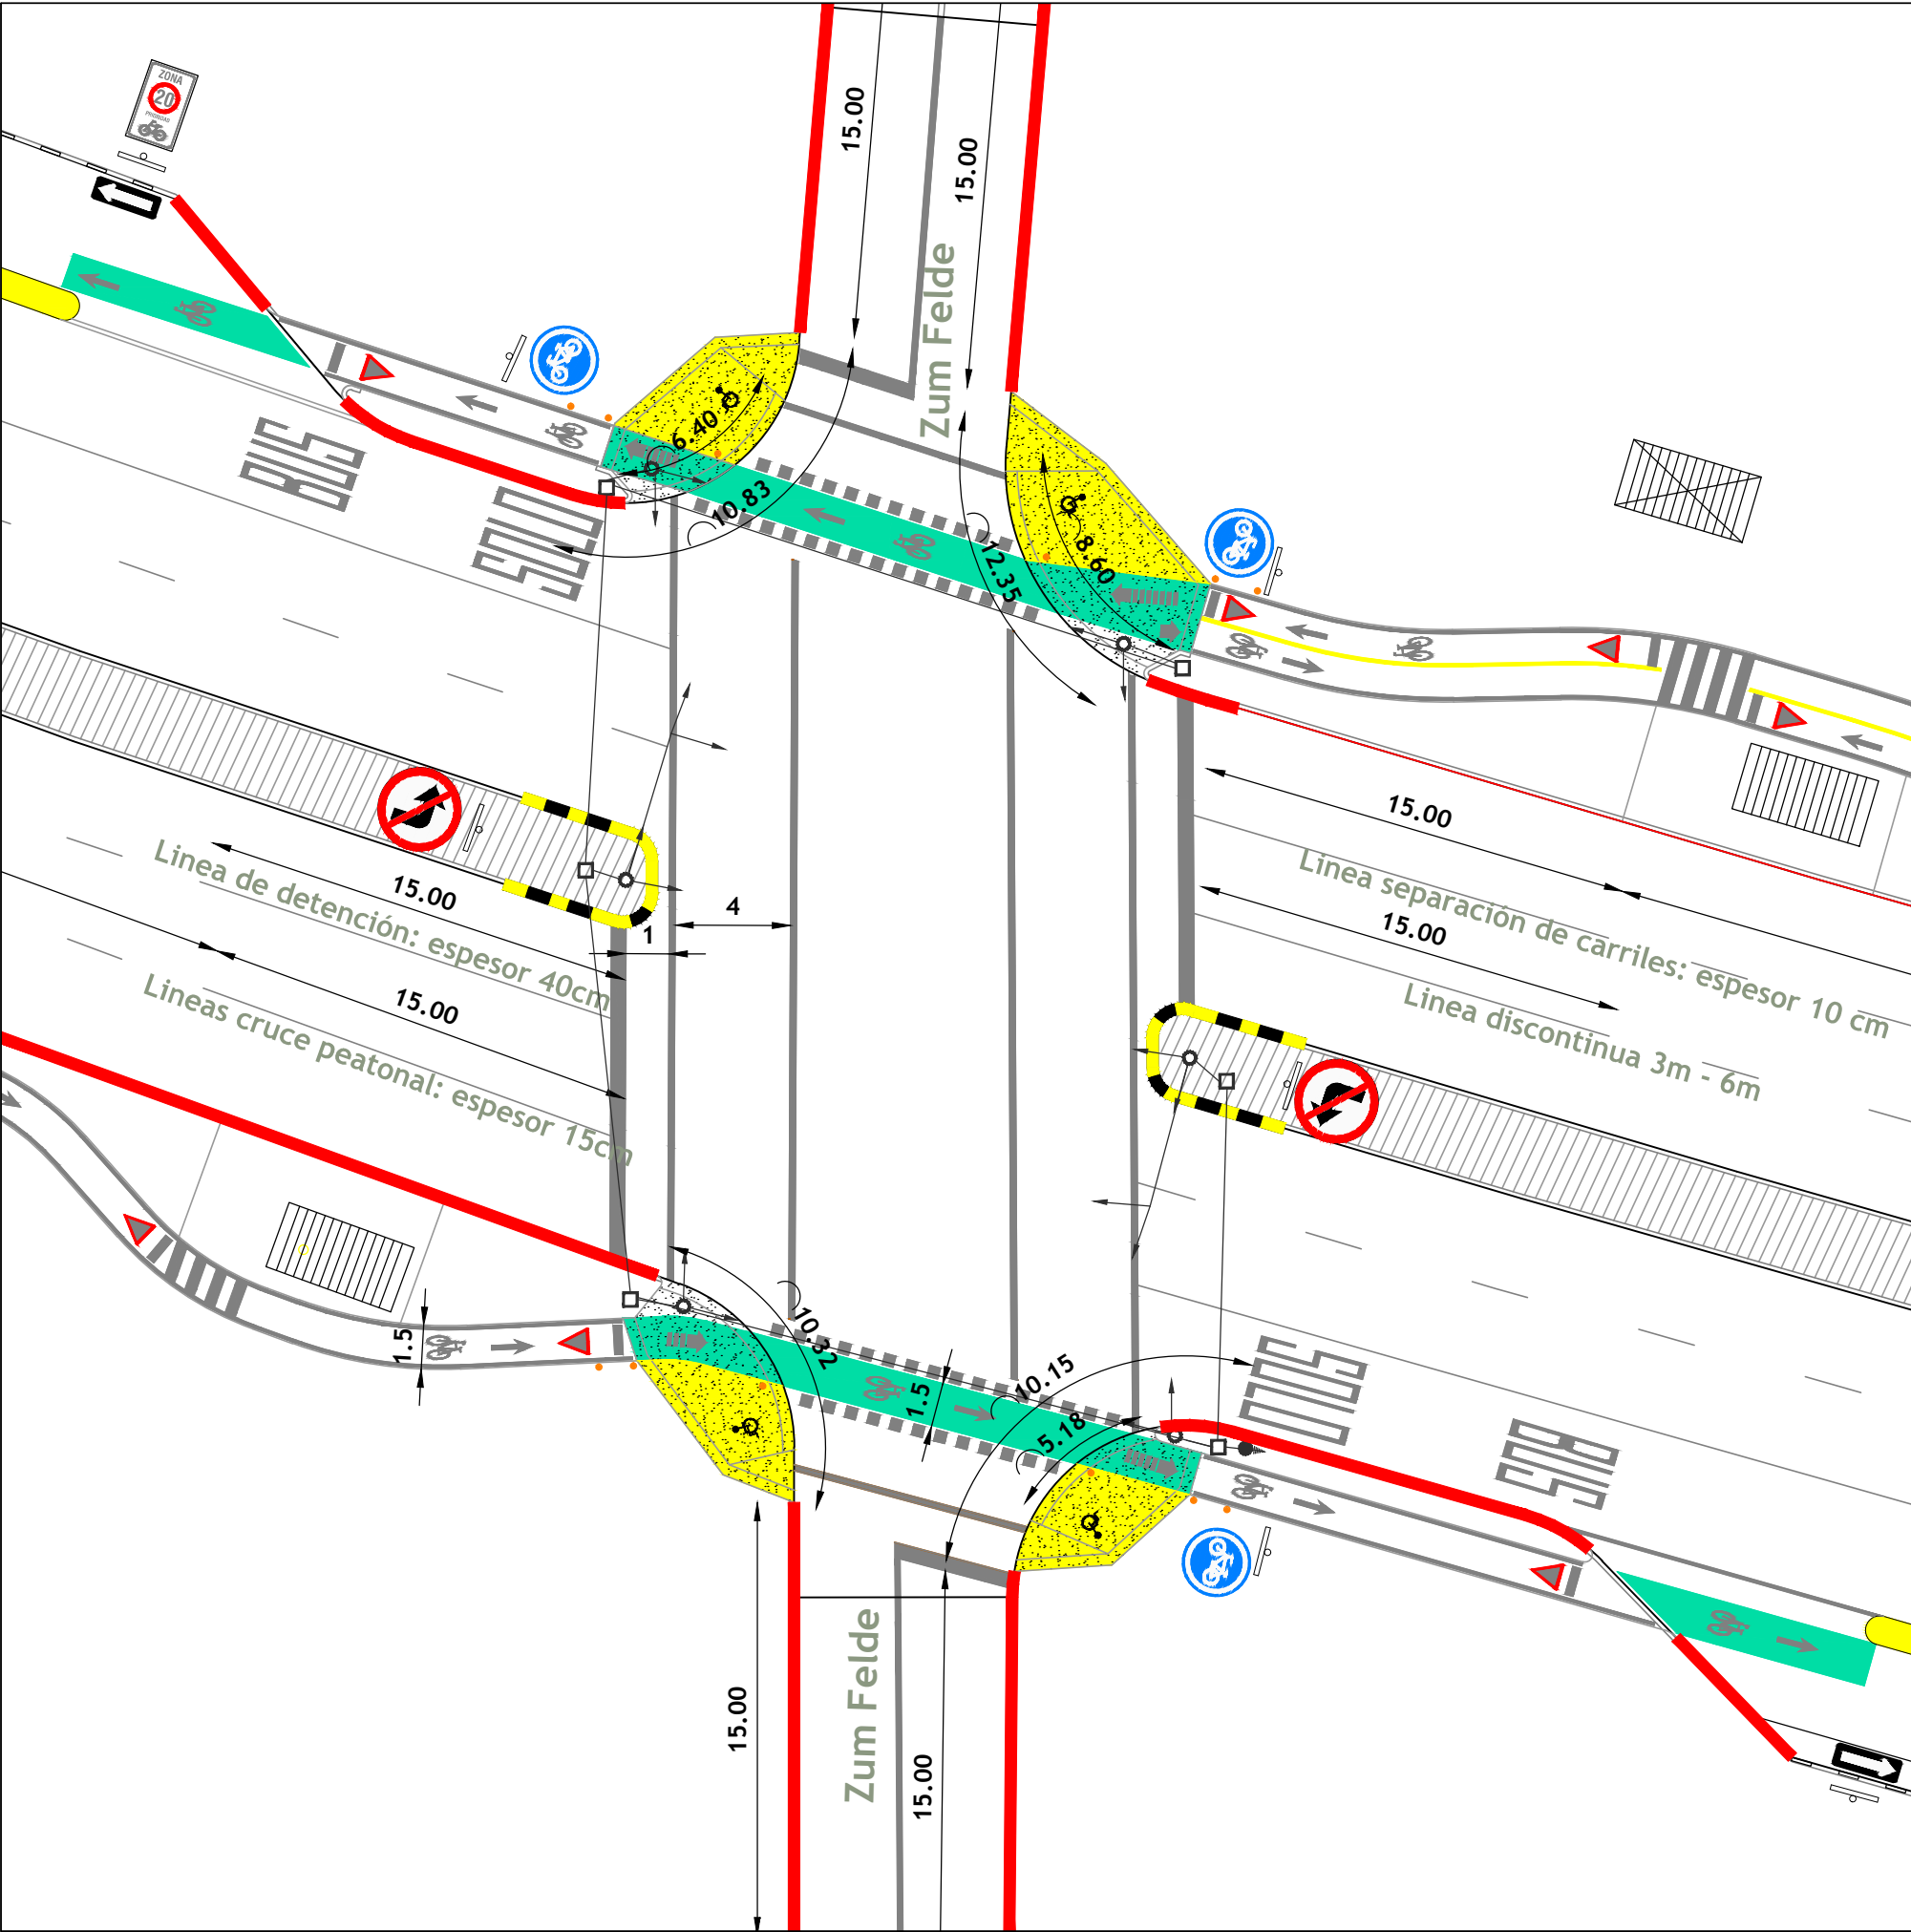 ZONA
20
PRIORIDAD
15.00
15.00
Zum Felde
SOLO
BUS
6.40
10.83
12.35
8.60
15.00
Linea separación de carriles: espesor 10 cm
15.00
Linea discontinua 3m - 6m
Linea de detención: espesor 40cm
15.00
4
1
Lineas cruce peatonal: espesor 15cm
15.00
1.5
10.32
1.5
10.15
5.18
SOLO
BUS
15.00
Zum Felde
15.00